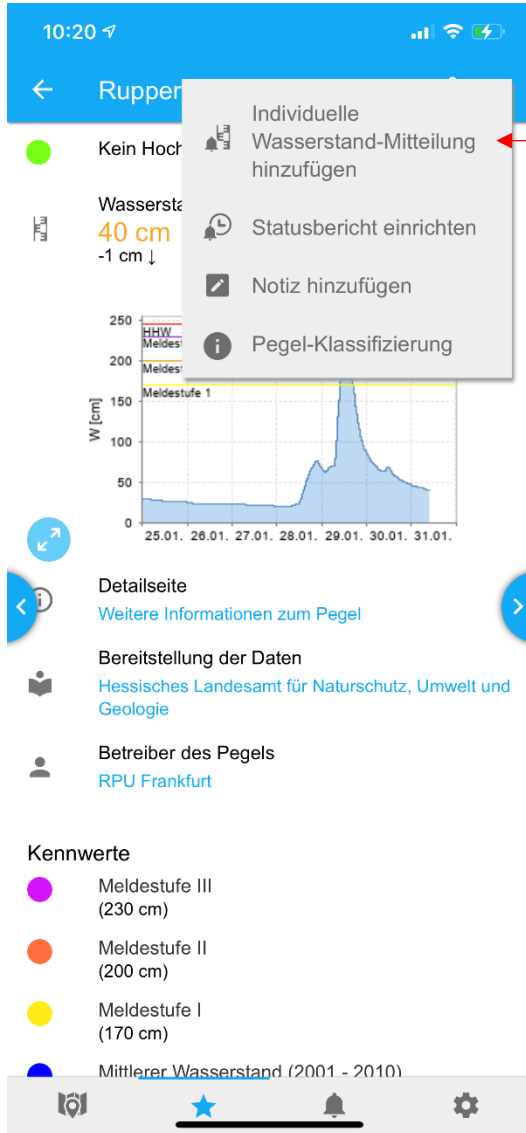 10:20
Rupper
Individuelle
Wasserstand-Mitteilung
hinzufügen
Statusbericht einrichten
Notiz hinzufügen
Pegel-Klassifizierung
Kein Hoch
Wassersta
40 cm
-1 cm ↓
250
HHW
Meldes
200
Meldes
Meldestufe 1
150
W [cm]
100
50
0
25.01. 26.01. 27.01. 28.01. 29.01. 30.01. 31.01.
Detailseite
Weitere Informationen zum Pegel
Bereitstellung der Daten
Hessisches Landesamt für Naturschutz, Umwelt und
Geologie
Betreiber des Pegels
RPU Frankfurt
Kennwerte
Meldestufe III
(230 cm)
Meldestufe II
(200 cm)
Meldestufe I
(170 cm)
Mittlerer Wasserstand (2001 - 2010)